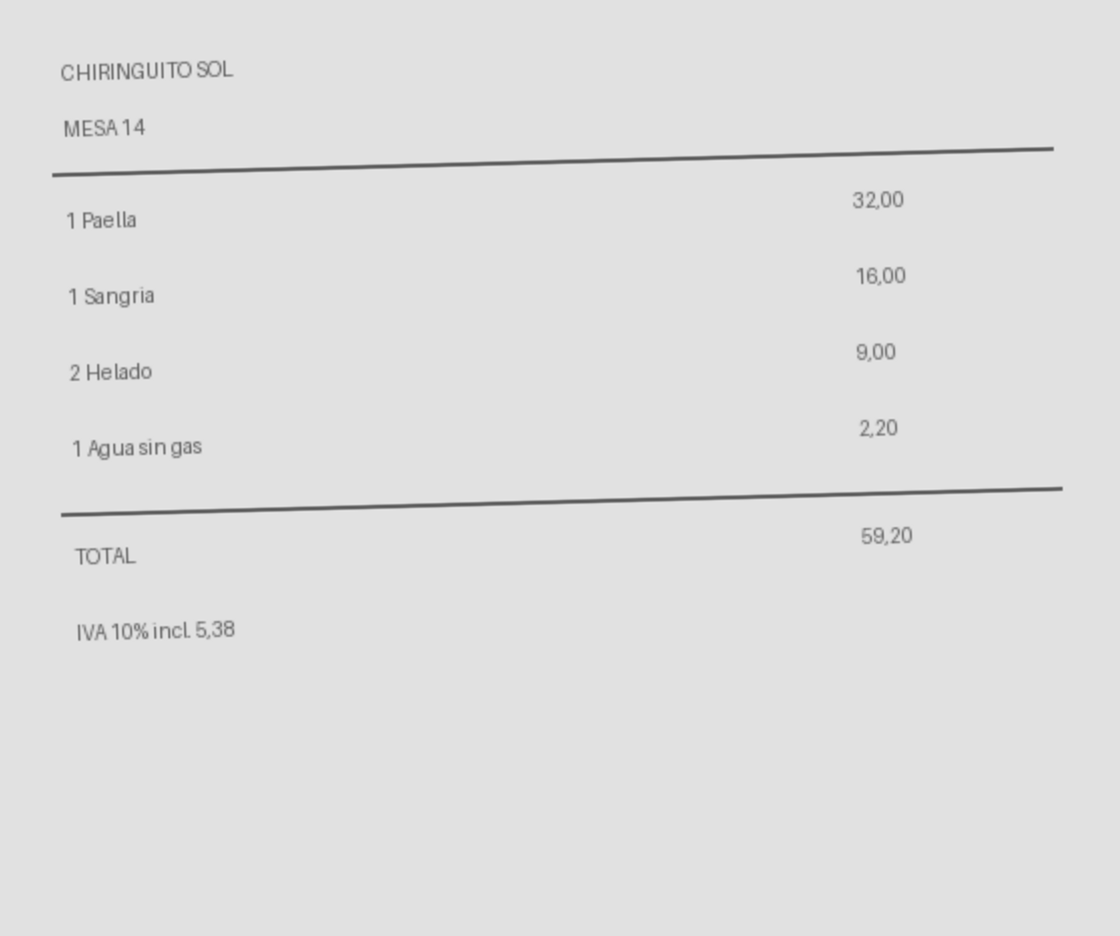 CHIRINGUITO SOL
MESA 14
1 Paella 32,00
1 Sangria 16,00
2 Helado 9,00
1 Agua sin gas 2,20
TOTAL 59,20
IVA 10% incl. 5,38